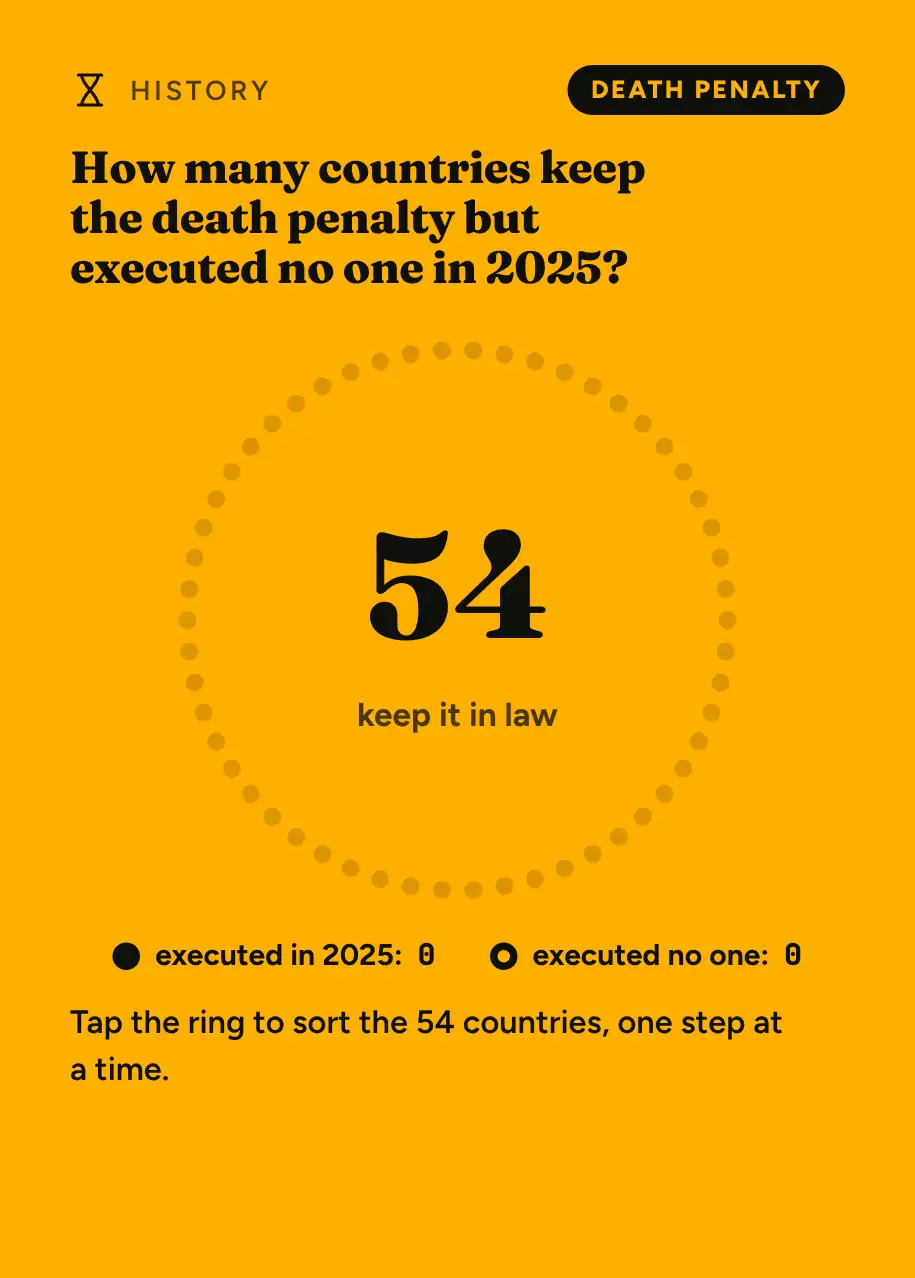 HISTORY
DEATH PENALTY
How many countries keep
the death penalty but
executed no one in 2025?
54
keep it in law
executed in 2025: 0
executed no one: 0
Tap the ring to sort the 54 countries, one step at
a time.